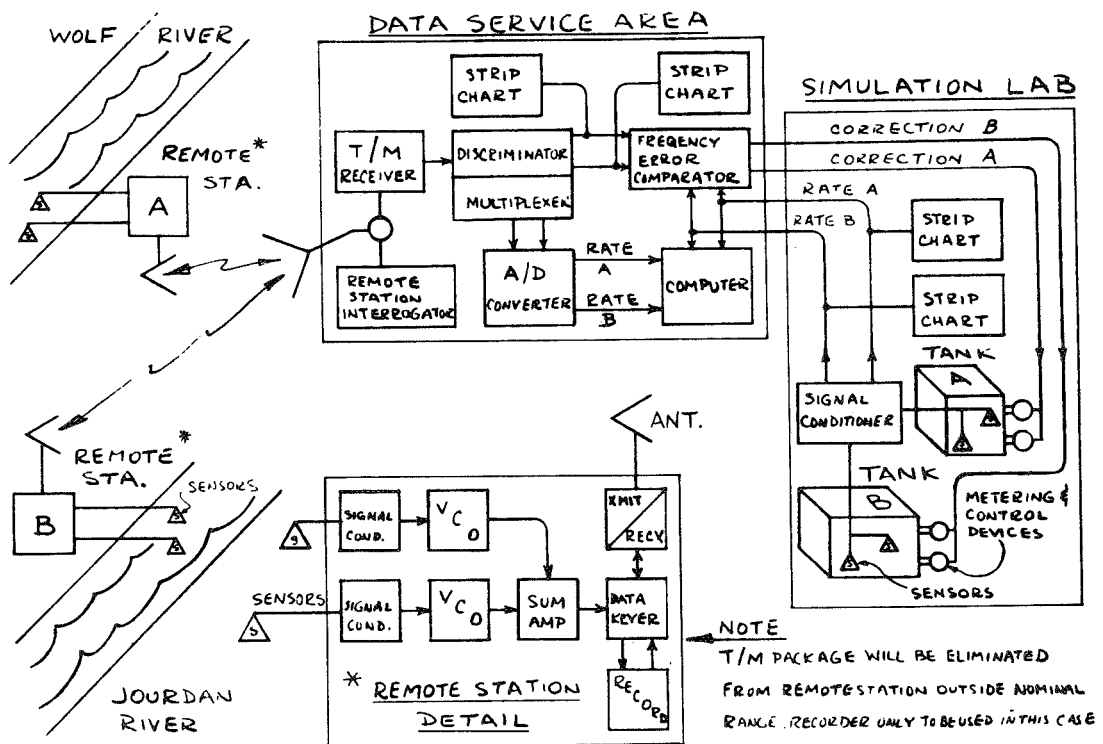 DATA SERVICE AREA
WOLF RIVER
REMOTE*
STA.
A
S
S
STRIP
CHART
STRIP
CHART
T/M
RECEIVER
DISCRIMINATOR
MULTIPLEXER
FREQENCY
ERROR
COMPARATOR
REMOTE
STATION
INTERROGATOR
A/D
CONVERTER
RATE
A
RATE
B
COMPUTER
SIMULATION LAB
CORRECTION B
CORRECTION A
RATE A
RATE B
STRIP
CHART
STRIP
CHART
SIGNAL
CONDITIONER
TANK
A
S
S
TANK
B
S
S
METERING &
CONTROL
DEVICES
SENSORS
REMOTE*
STA.
B
SENSORS
S
S
JOURDAN
RIVER
ANT.
S
SIGNAL
COND.
VCO
XMIT
RECV.
SENSORS
S
SIGNAL
COND.
VCO
SUM
AMP
DATA
KEYER
RECORD
* REMOTE STATION
DETAIL
NOTE
T/M PACKAGE WILL BE ELIMINATED
FROM REMOTE STATION OUTSIDE NOMINAL
RANGE. RECORDER ONLY TO BE USED IN THIS CASE